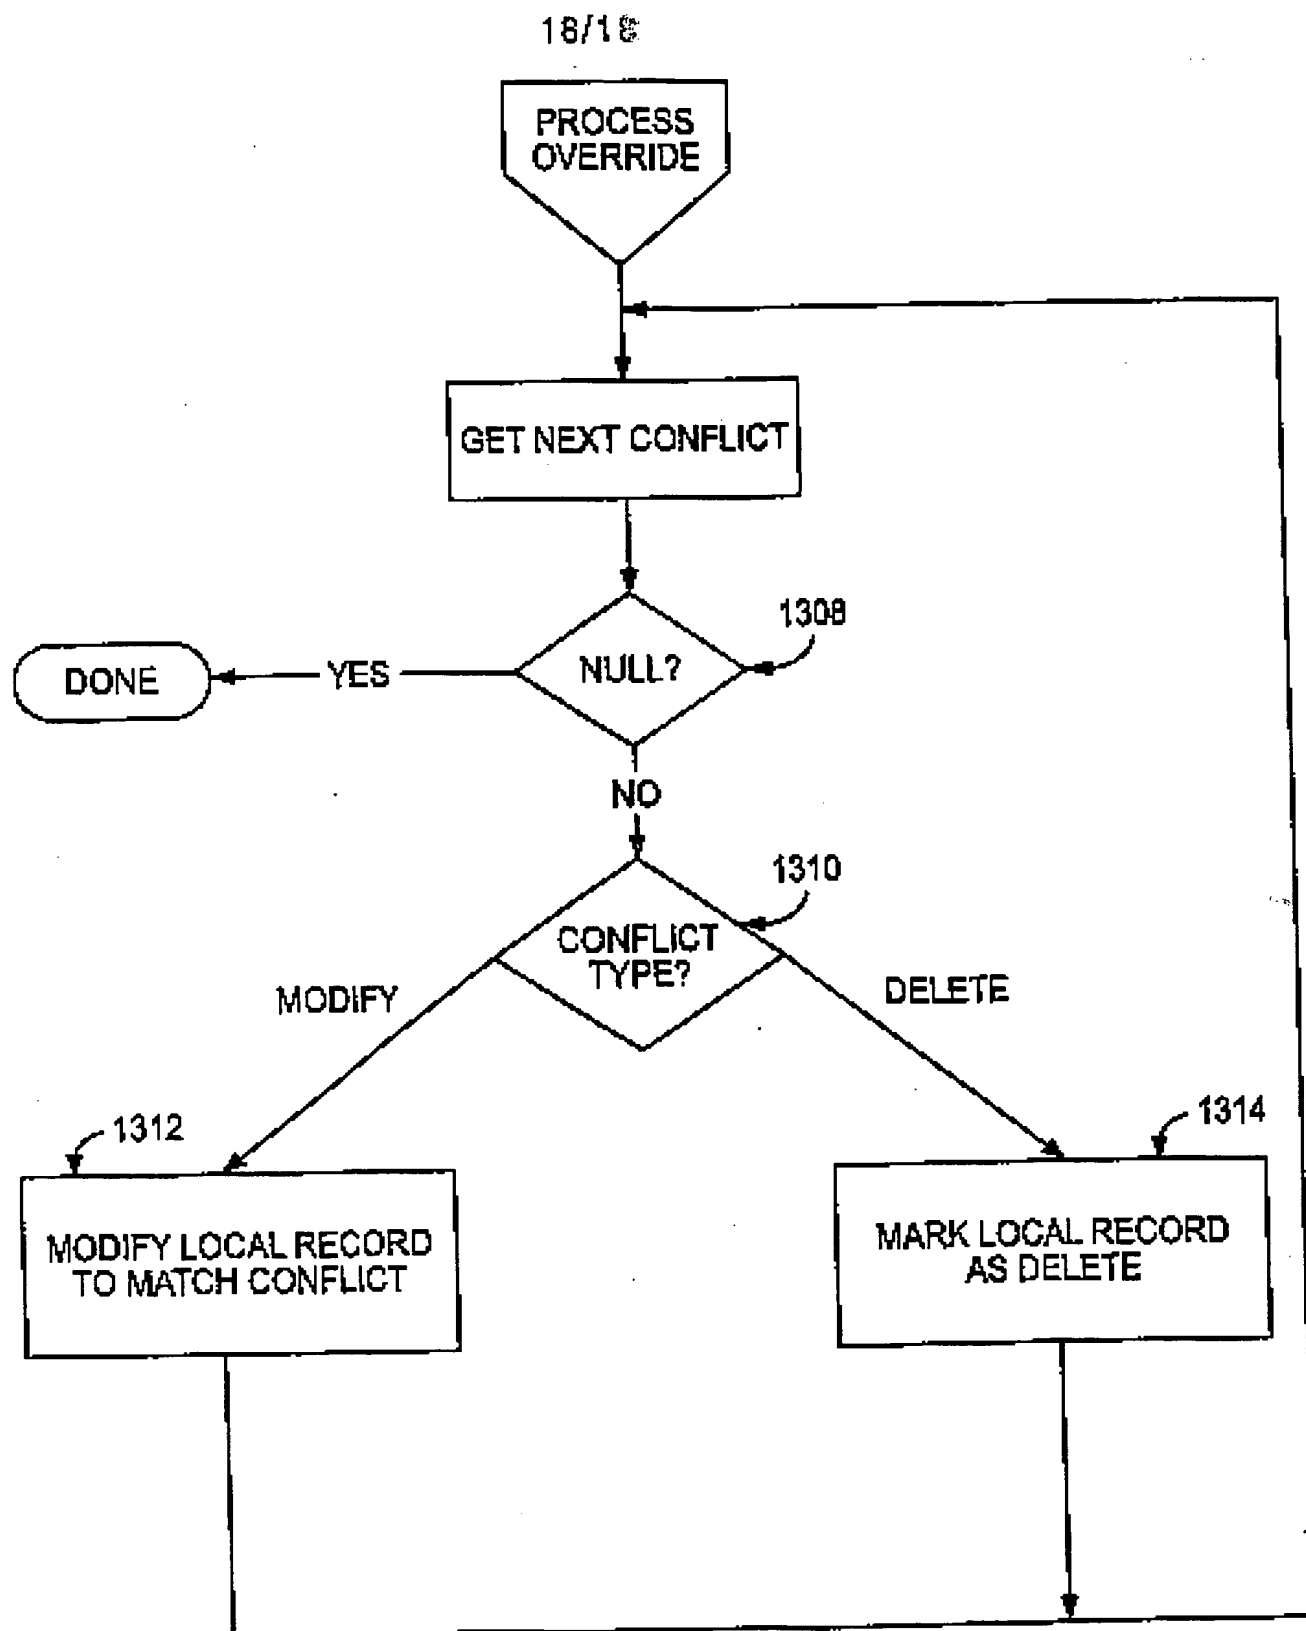 18/18
PROCESS
OVERRIDE
GET NEXT CONFLICT
1308
NULL?
YES
DONE
NO
1310
CONFLICT
TYPE?
MODIFY
DELETE
1312
1314
MODIFY LOCAL RECORD
TO MATCH CONFLICT
MARK LOCAL RECORD
AS DELETE